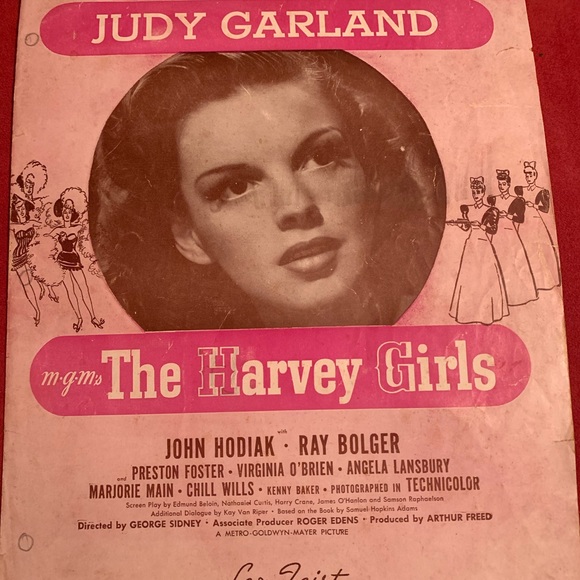 JUDY GARLAND
m-g-m's The Harvey Girls
with
JOHN HODIAK · RAY BOLGER
and
PRESTON FOSTER · VIRGINIA O'BRIEN · ANGELA LANSBURY
MARJORIE MAIN · CHILL WILLS · KENNY BAKER · PHOTOGRAPHED IN TECHNICOLOR
Screen Play by Edmund Beloin, Nathaniel Curtis, Harry Crane, James O'Hanlon and Samson Raphaelson
Additional Dialogue by Kay Van Riper · Based on the Book by Samuel Hopkins Adams
Directed by GEORGE SIDNEY · Associate Producer ROGER EDENS · Produced by ARTHUR FREED
A METRO-GOLDWYN-MAYER PICTURE
Leo Feist